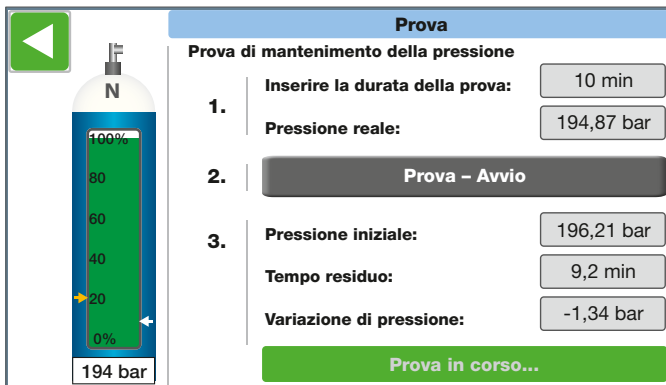 Prova
Prova di mantenimento della pressione
N
1.
Inserire la durata della prova: 10 min
Pressione reale: 194,87 bar
100%
80
60
40
20
0%
194 bar
2. Prova – Avvio
3.
Pressione iniziale: 196,21 bar
Tempo residuo: 9,2 min
Variazione di pressione: -1,34 bar
Prova in corso...